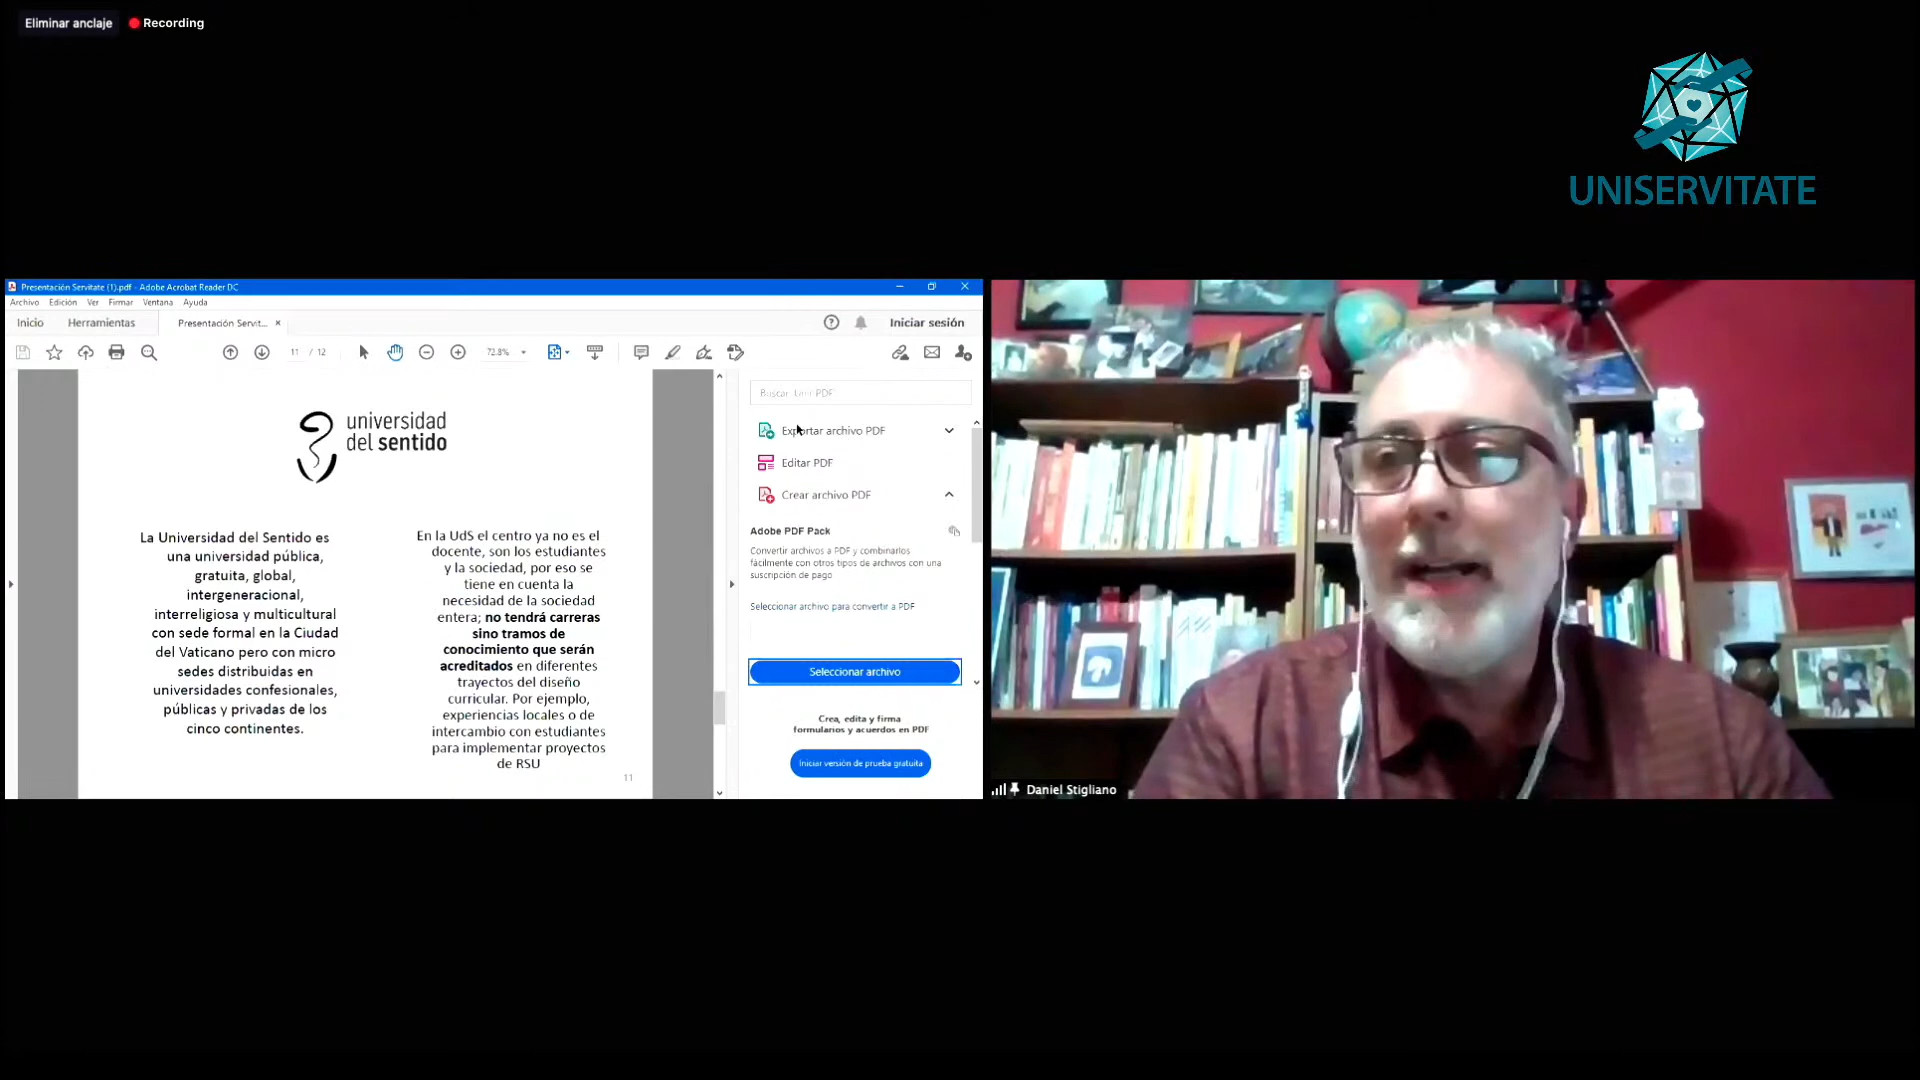 Eliminar anclaje
Recording
UNISERVITATE
Presentación Servitate (1).pdf - Adobe Acrobat Reader DC
Archivo Edición Ver Firmar Ventana Ayuda
Inicio Herramientas Presentación Servit... × Iniciar sesión
11 / 12 72.8%
universidad
del sentido
La Universidad del Sentido es
una universidad pública,
gratuita, global,
intergeneracional,
interreligiosa y multicultural
con sede formal en la Ciudad
del Vaticano pero con micro
sedes distribuidas en
universidades confesionales,
públicas y privadas de los
cinco continentes.
En la UdS el centro ya no es el
docente, son los estudiantes
y la sociedad, por eso se
tiene en cuenta la
necesidad de la sociedad
entera; no tendrá carreras
sino tramos de
conocimiento que serán
acreditados en diferentes
trayectos del diseño
curricular. Por ejemplo,
experiencias locales o de
intercambio con estudiantes
para implementar proyectos
de RSU
11
Exportar archivo PDF
Editar PDF
Crear archivo PDF
Adobe PDF Pack
Convertir archivos a PDF y combinarlos
fácilmente con otros tipos de archivos con una
suscripción de pago
Seleccionar archivo para convertir a PDF
Seleccionar archivo
Crea, edita y firma
formularios y acuerdos en PDF
Iniciar versión de prueba gratuita
Daniel Stigliano